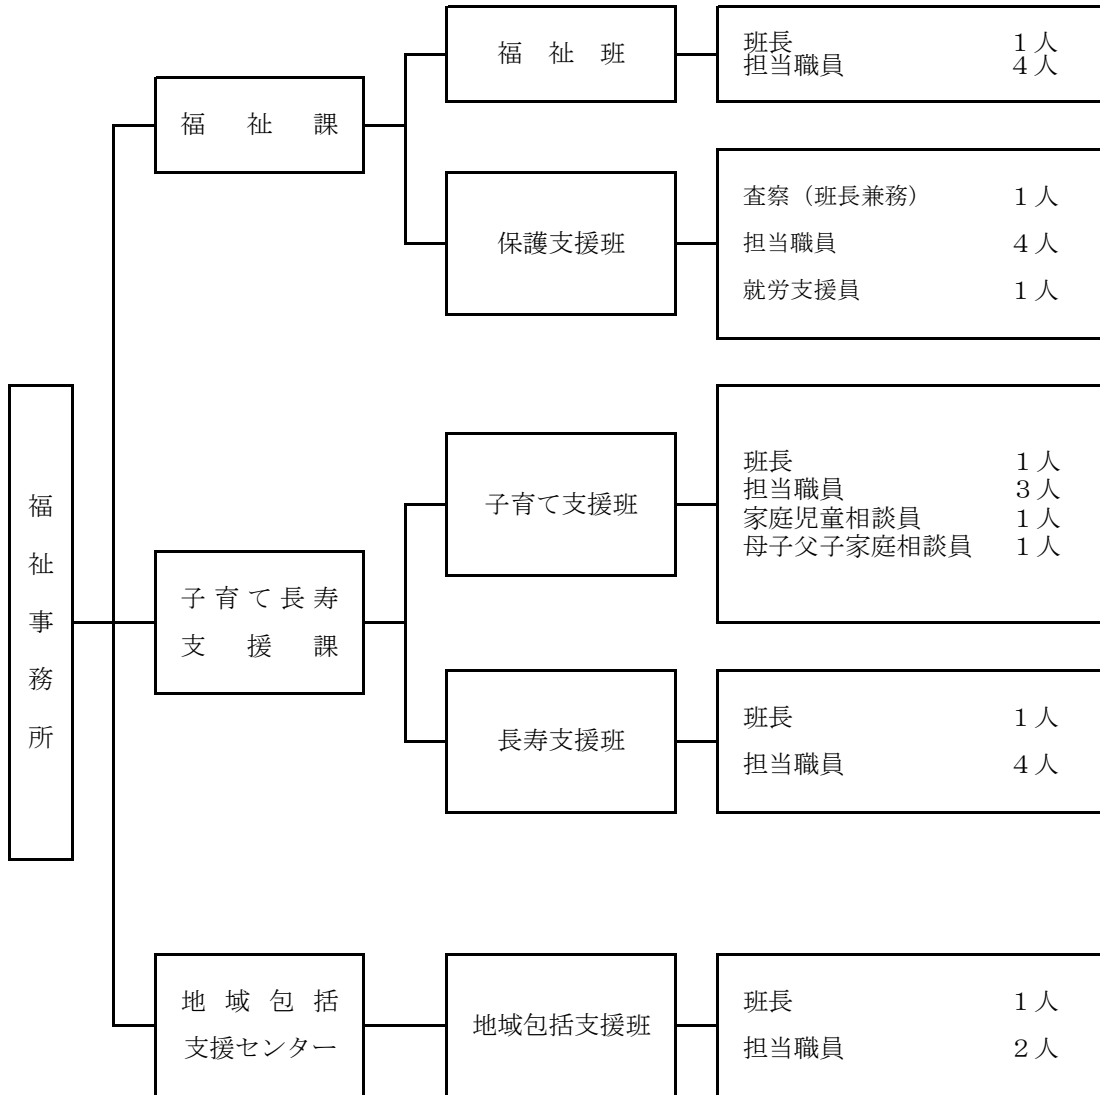 福祉事務所
福祉課
福祉班
班長 １人
担当職員 ４人
保護支援班
査察（班長兼務） １人
担当職員 ４人
就労支援員 １人
子育て長寿
支援課
子育て支援班
班長 １人
担当職員 ３人
家庭児童相談員 １人
母子父子家庭相談員 １人
長寿支援班
班長 １人
担当職員 ４人
地域包括
支援センター
地域包括支援班
班長 １人
担当職員 ２人